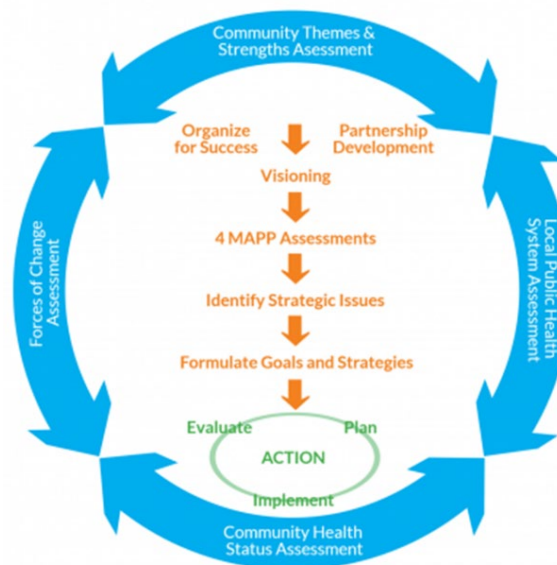 Community Themes &
Strengths Asessment
Organize
for Success
Partnership
Development
Visioning
4 MAPP Assessments
Identify Strategic Issues
Formulate Goals and Strategies
Evaluate
Plan
ACTION
Implement
Forces of Change
Assessment
Local Public Health
System Assessment
Community Health
Status Assessment